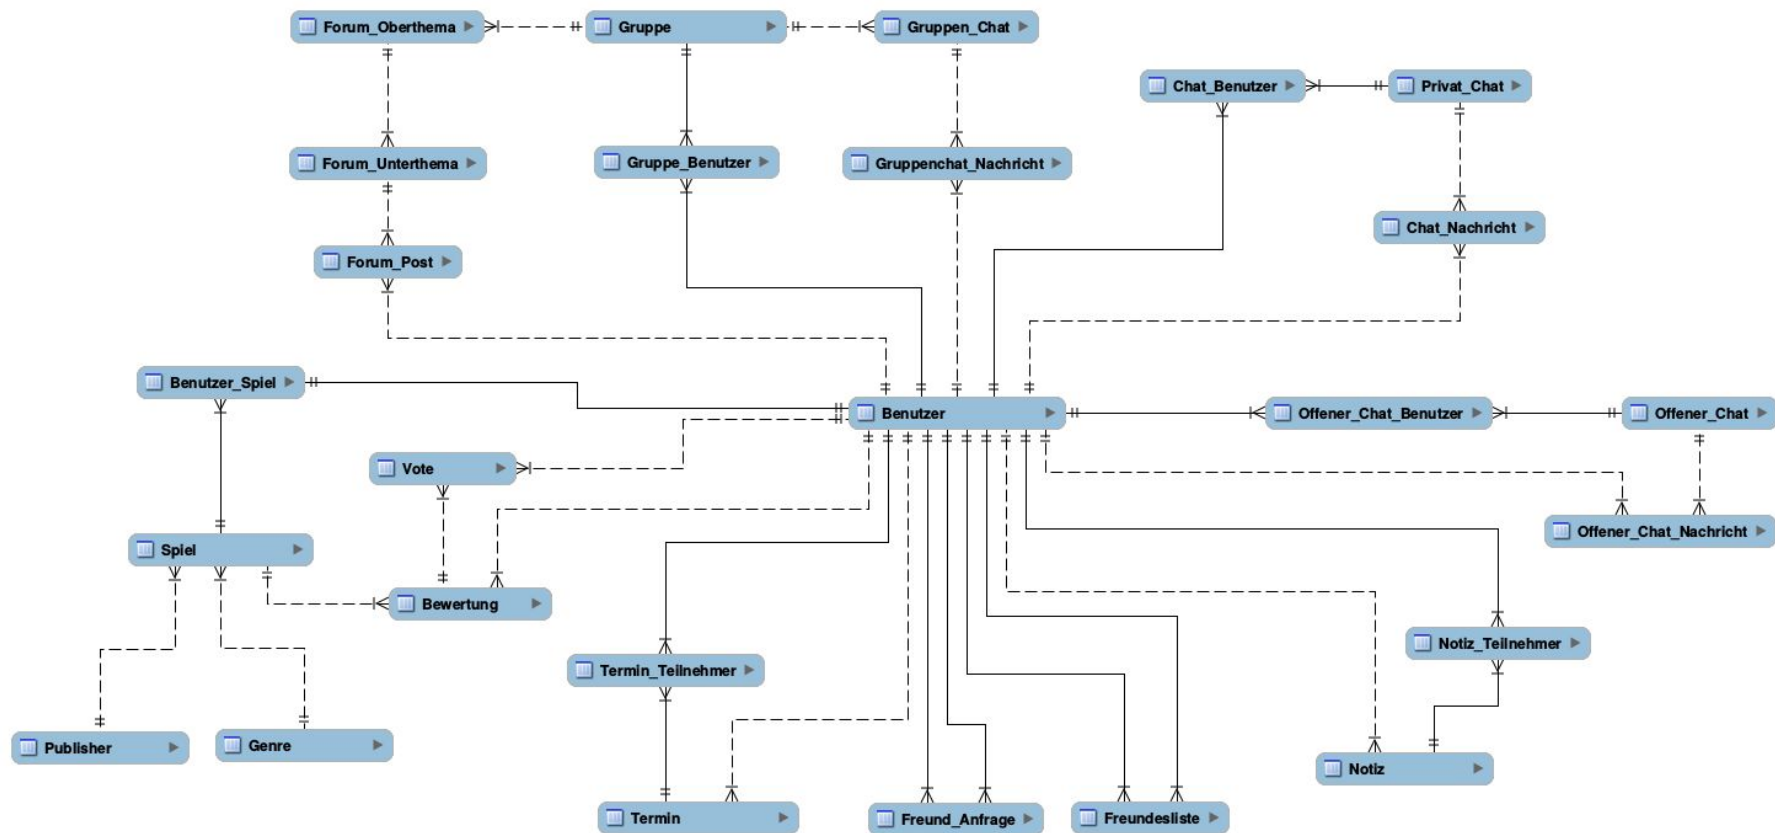 Forum_Oberthema
Gruppe
Gruppen_Chat
Chat_Benutzer
Privat_Chat
Forum_Unterthema
Gruppe_Benutzer
Gruppenchat_Nachricht
Chat_Nachricht
Forum_Post
Benutzer_Spiel
Benutzer
Offener_Chat_Benutzer
Offener_Chat
Vote
Offener_Chat_Nachricht
Spiel
Bewertung
Notiz_Teilnehmer
Termin_Teilnehmer
Publisher
Genre
Notiz
Termin
Freund_Anfrage
Freundesliste